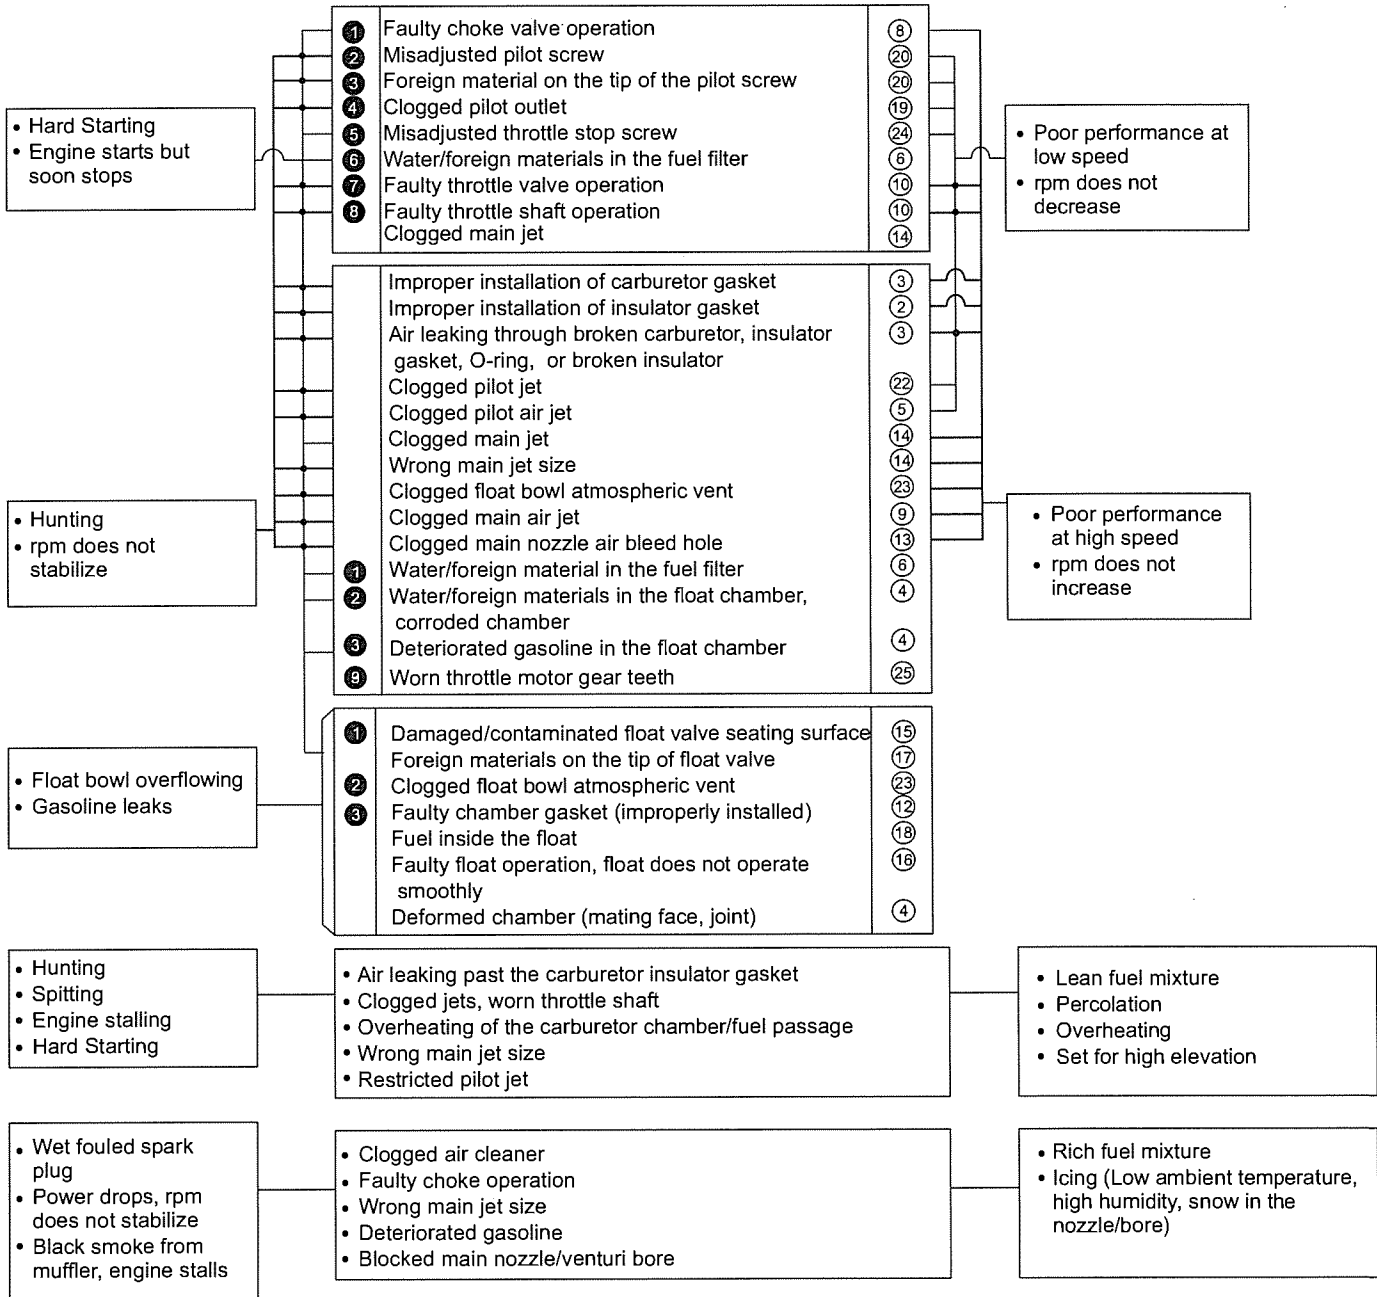 ❶ Faulty choke valve operation ⑧
❷ Misadjusted pilot screw ⑳
❸ Foreign material on the tip of the pilot screw ⑳
❹ Clogged pilot outlet ⑲
❺ Misadjusted throttle stop screw ㉔
❻ Water/foreign materials in the fuel filter ⑥
❼ Faulty throttle valve operation ⑩
❽ Faulty throttle shaft operation ⑩
Clogged main jet ⑭
• Hard Starting
• Engine starts but
soon stops
• Poor performance at
low speed
• rpm does not
decrease
Improper installation of carburetor gasket ③
Improper installation of insulator gasket ②
Air leaking through broken carburetor, insulator ③
gasket, O-ring, or broken insulator
Clogged pilot jet ㉒
Clogged pilot air jet ⑤
Clogged main jet ⑭
Wrong main jet size ⑭
Clogged float bowl atmospheric vent ㉓
Clogged main air jet ⑨
Clogged main nozzle air bleed hole ⑬
❶ Water/foreign material in the fuel filter ⑥
❷ Water/foreign materials in the float chamber, ④
corroded chamber
❸ Deteriorated gasoline in the float chamber ④
❾ Worn throttle motor gear teeth ㉕
• Hunting
• rpm does not
stabilize
• Poor performance
at high speed
• rpm does not
increase
❶ Damaged/contaminated float valve seating surface ⑮
Foreign materials on the tip of float valve ⑰
❷ Clogged float bowl atmospheric vent ㉓
❸ Faulty chamber gasket (improperly installed) ⑫
Fuel inside the float ⑱
Faulty float operation, float does not operate ⑯
smoothly
Deformed chamber (mating face, joint) ④
• Float bowl overflowing
• Gasoline leaks
• Hunting
• Spitting
• Engine stalling
• Hard Starting
• Air leaking past the carburetor insulator gasket
• Clogged jets, worn throttle shaft
• Overheating of the carburetor chamber/fuel passage
• Wrong main jet size
• Restricted pilot jet
• Lean fuel mixture
• Percolation
• Overheating
• Set for high elevation
• Wet fouled spark
plug
• Power drops, rpm
does not stabilize
• Black smoke from
muffler, engine stalls
• Clogged air cleaner
• Faulty choke operation
• Wrong main jet size
• Deteriorated gasoline
• Blocked main nozzle/venturi bore
• Rich fuel mixture
• Icing (Low ambient temperature,
high humidity, snow in the
nozzle/bore)